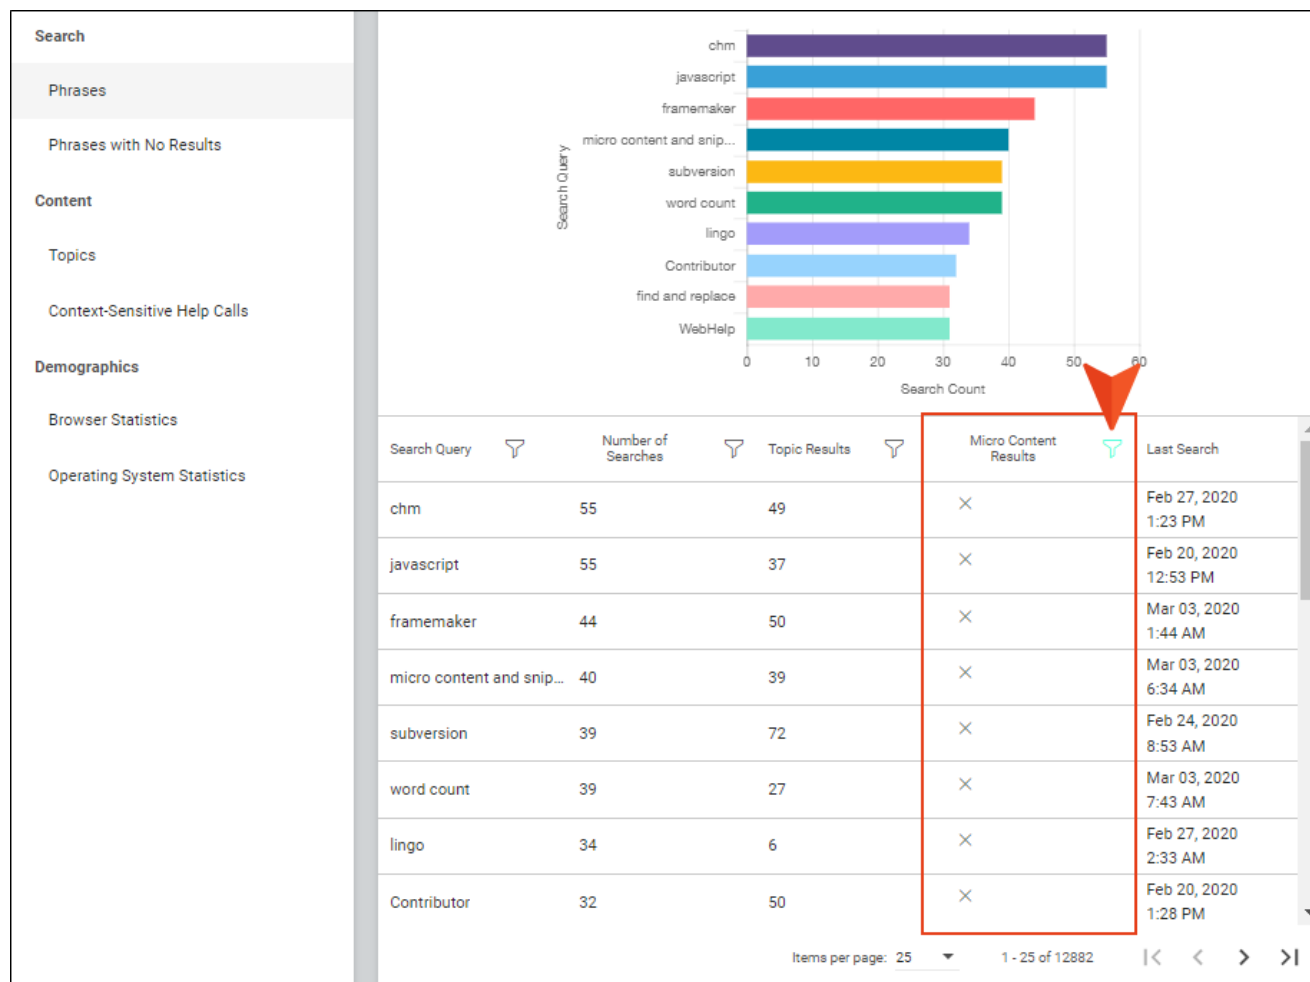 Search
Phrases
Phrases with No Results
Content
Topics
Context-Sensitive Help Calls
Demographics
Browser Statistics
Operating System Statistics
Search Query
chm
javascript
framemaker
micro content and snip...
subversion
word count
lingo
Contributor
find and replace
WebHelp
0 10 20 30 40 50 60
Search Count
Search Query
Number of
Searches
Topic Results
Micro Content
Results
Last Search
chm 55 49 Feb 27, 2020
1:23 PM
javascript 55 37 Feb 20, 2020
12:53 PM
framemaker 44 50 Mar 03, 2020
1:44 AM
micro content and snip... 40 39 Mar 03, 2020
6:34 AM
subversion 39 72 Feb 24, 2020
8:53 AM
word count 39 27 Mar 03, 2020
7:43 AM
lingo 34 6 Feb 27, 2020
2:33 AM
Contributor 32 50 Feb 20, 2020
1:28 PM
Items per page: 25 1 - 25 of 12882